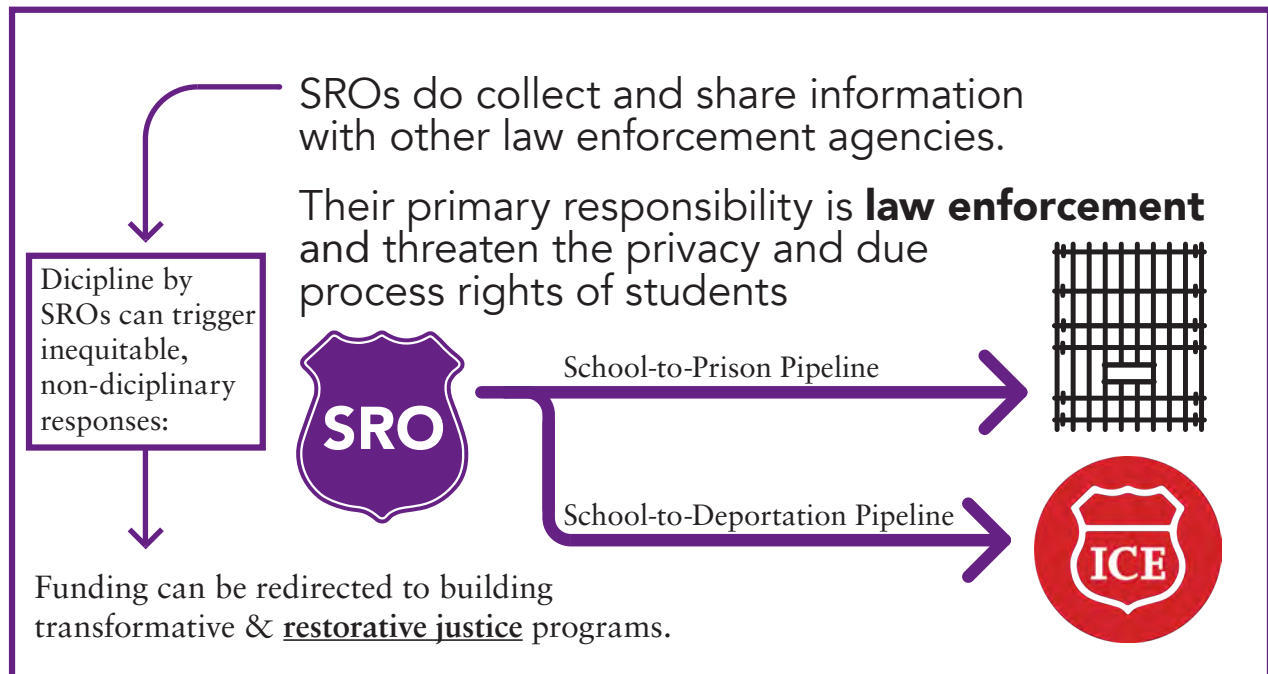 SROs do collect and share information
with other law enforcement agencies.
Their primary responsibility is law enforcement
and threaten the privacy and due
process rights of students
Dicipline by
SROs can trigger
inequitable,
non-diciplinary
responses:
SRO
School-to-Prison Pipeline
School-to-Deportation Pipeline
ICE
Funding can be redirected to building
transformative & restorative justice programs.